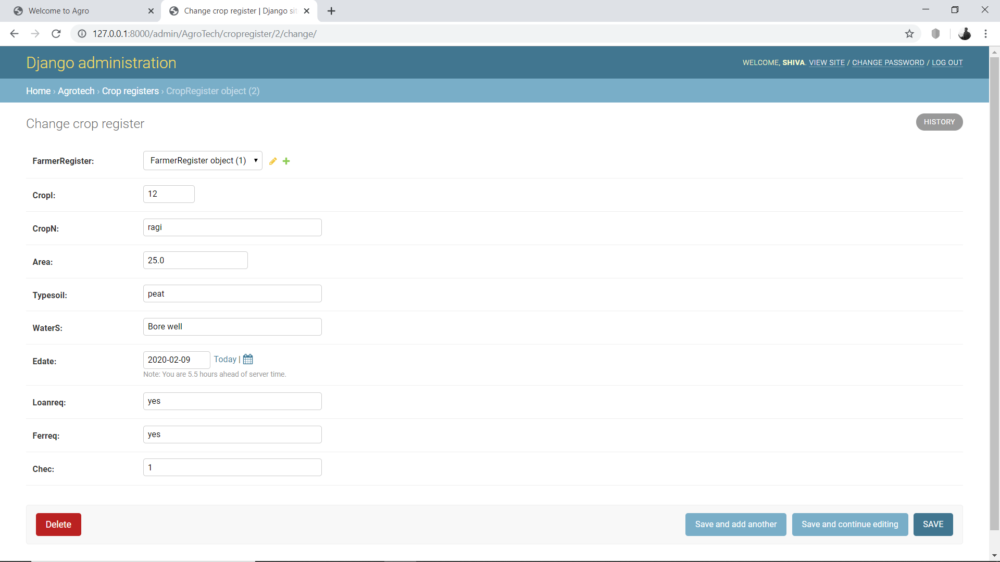 Welcome to Agro
Change crop register | Django sit
127.0.0.1:8000/admin/AgroTech/cropregister/2/change/
Django administration
WELCOME, SHIVA. VIEW SITE / CHANGE PASSWORD / LOG OUT
Home › Agrotech › Crop registers › CropRegister object (2)
Change crop register
HISTORY
FarmerRegister: FarmerRegister object (1)
CropI: 12
CropN: ragi
Area: 25.0
Typesoil: peat
WaterS: Bore well
Edate: 2020-02-09 Today |
Note: You are 5.5 hours ahead of server time.
Loanreq: yes
Ferreq: yes
Chec: 1
Delete Save and add another Save and continue editing SAVE